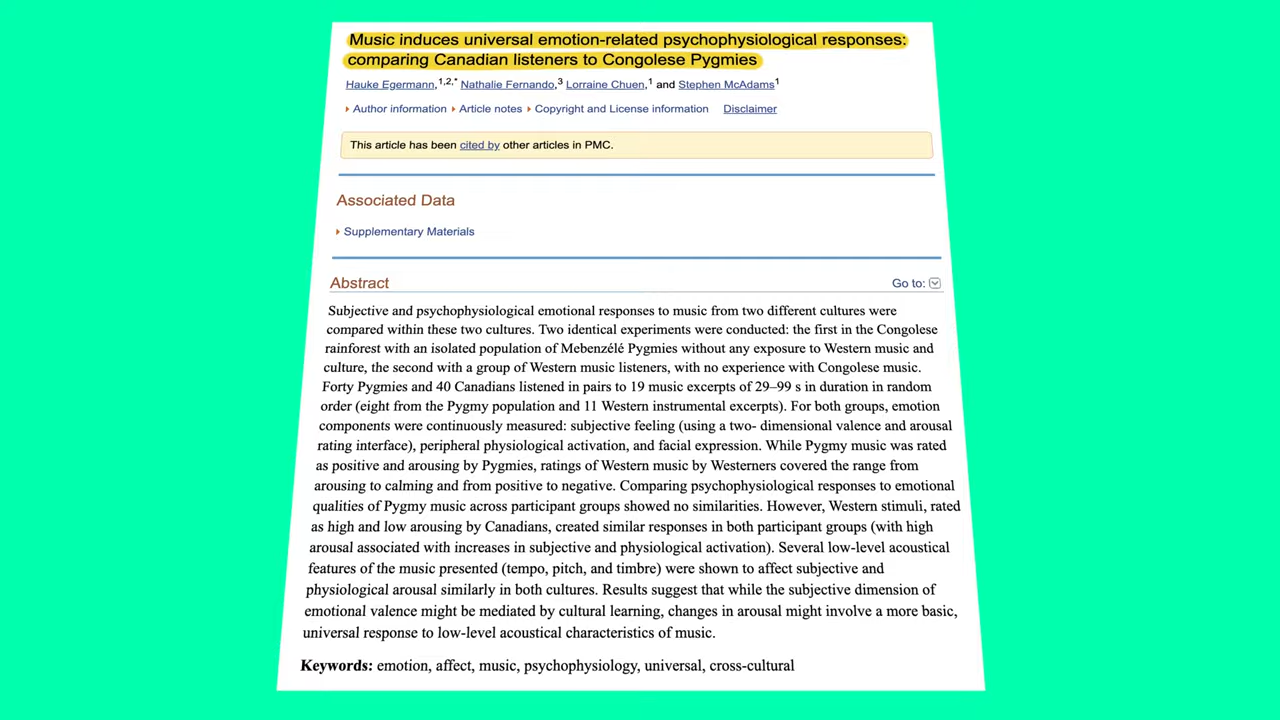 Music induces universal emotion-related psychophysiological responses:
comparing Canadian listeners to Congolese Pygmies
Hauke Egermann,1,2,* Nathalie Fernando,3 Lorraine Chuen,1 and Stephen McAdams1
Author information Article notes Copyright and License information Disclaimer
This article has been cited by other articles in PMC.
Associated Data
Supplementary Materials
Abstract Go to:
Subjective and psychophysiological emotional responses to music from two different cultures were
compared within these two cultures. Two identical experiments were conducted: the first in the Congolese
rainforest with an isolated population of Mebenzélé Pygmies without any exposure to Western music and
culture, the second with a group of Western music listeners, with no experience with Congolese music.
Forty Pygmies and 40 Canadians listened in pairs to 19 music excerpts of 29–99 s in duration in random
order (eight from the Pygmy population and 11 Western instrumental excerpts). For both groups, emotion
components were continuously measured: subjective feeling (using a two- dimensional valence and arousal
rating interface), peripheral physiological activation, and facial expression. While Pygmy music was rated
as positive and arousing by Pygmies, ratings of Western music by Westerners covered the range from
arousing to calming and from positive to negative. Comparing psychophysiological responses to emotional
qualities of Pygmy music across participant groups showed no similarities. However, Western stimuli, rated
as high and low arousing by Canadians, created similar responses in both participant groups (with high
arousal associated with increases in subjective and physiological activation). Several low-level acoustical
features of the music presented (tempo, pitch, and timbre) were shown to affect subjective and
physiological arousal similarly in both cultures. Results suggest that while the subjective dimension of
emotional valence might be mediated by cultural learning, changes in arousal might involve a more basic,
universal response to low-level acoustical characteristics of music.
Keywords: emotion, affect, music, psychophysiology, universal, cross-cultural